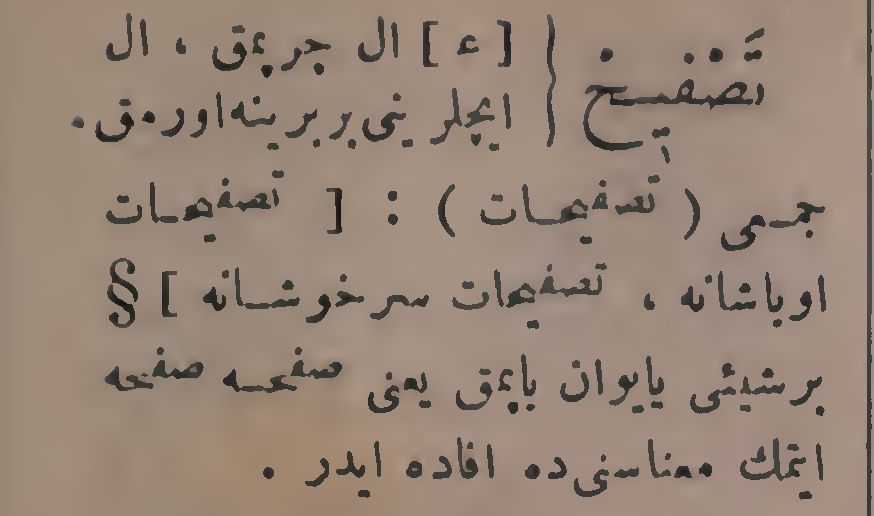 تَصْفيح { [ ع ] ال چرپمق ، ال
ایچلرینی بربرینه اورمق.
جمعی ( تصفیحات ) : [ تصفیحات
اوباشانه ، تصفیحات سرخوشانه ] §
برشیئی یایوان یاپمق یعنی صفحه صفحه
ایتمك معناسنی ده افاده ایدر .